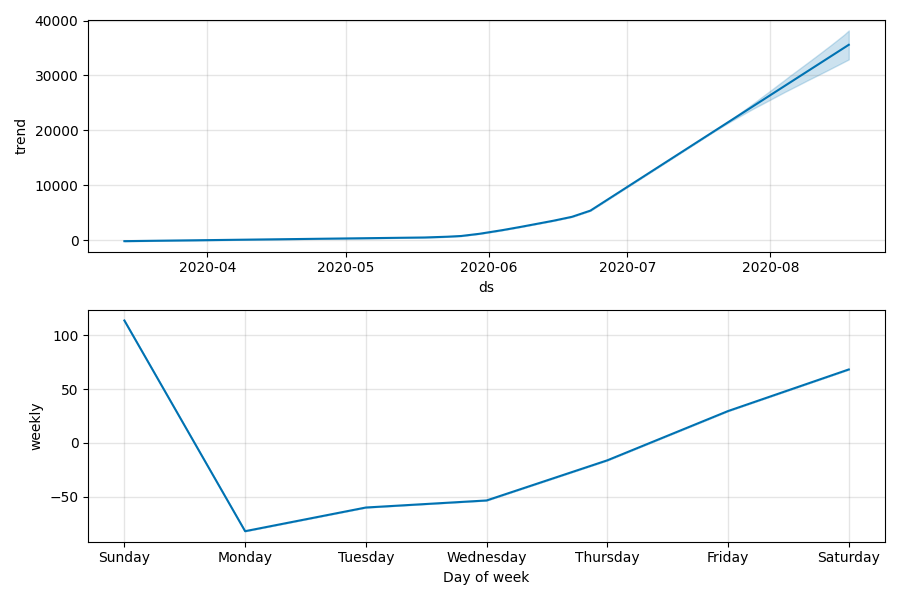 40000
30000
20000
10000
0
trend
2020-04 2020-05 2020-06 2020-07 2020-08
ds
100
50
0
−50
weekly
Sunday Monday Tuesday Wednesday Thursday Friday Saturday
Day of week